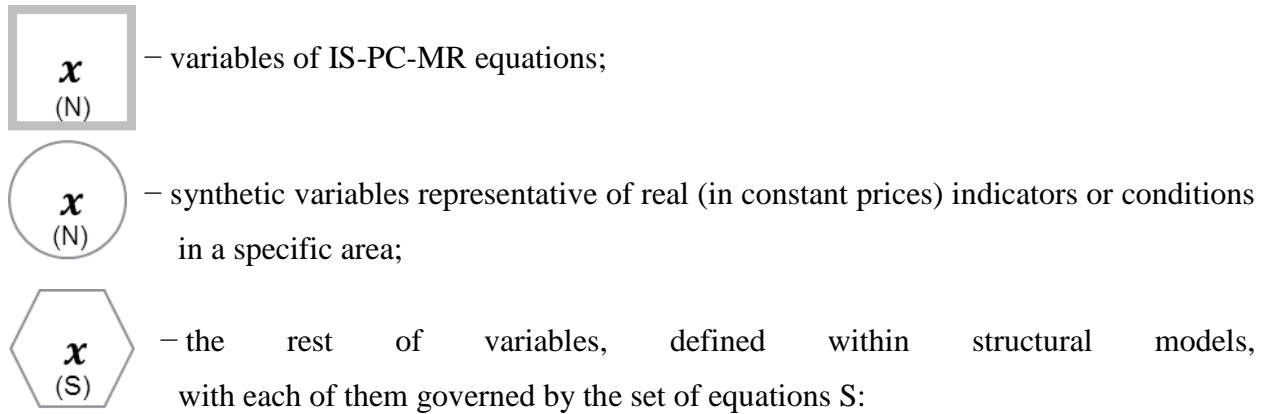 x
(N)
− variables of IS-PC-MR equations;
x
(N)
− synthetic variables representative of real (in constant prices) indicators or conditions
in a specific area;
x
(S)
− the rest of variables, defined within structural models,
with each of them governed by the set of equations S: